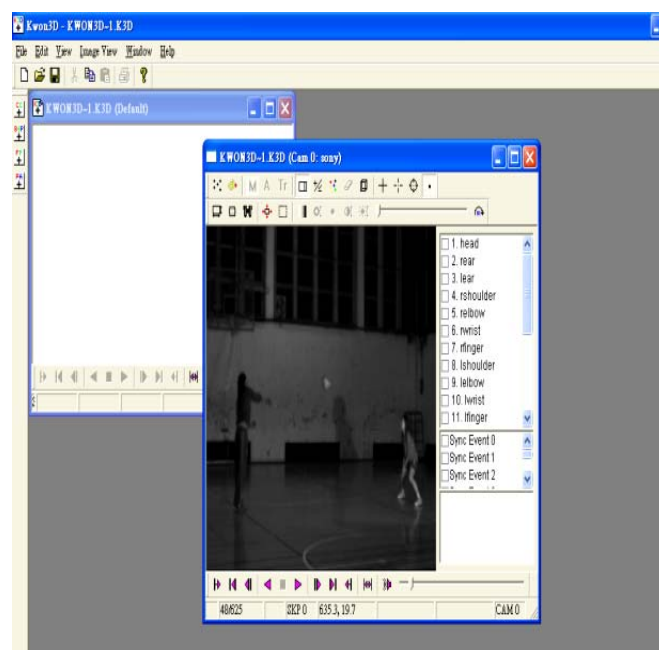 Kwon3D - KWON3D~1.K3D
File Edit View Image View Window Help
KWON3D~1.K3D (Default)
KWON3D~1.K3D (Cam 0: sony)
M A Tr
1. head
2. rear
3. lear
4. rshoulder
5. relbow
6. rwrist
7. rfinger
8. lshoulder
9. lelbow
10. lwrist
11. lfinger
Sync Event 0
Sync Event 1
Sync Event 2
48/625 SKP 0 635.3, 19.7 CAM 0